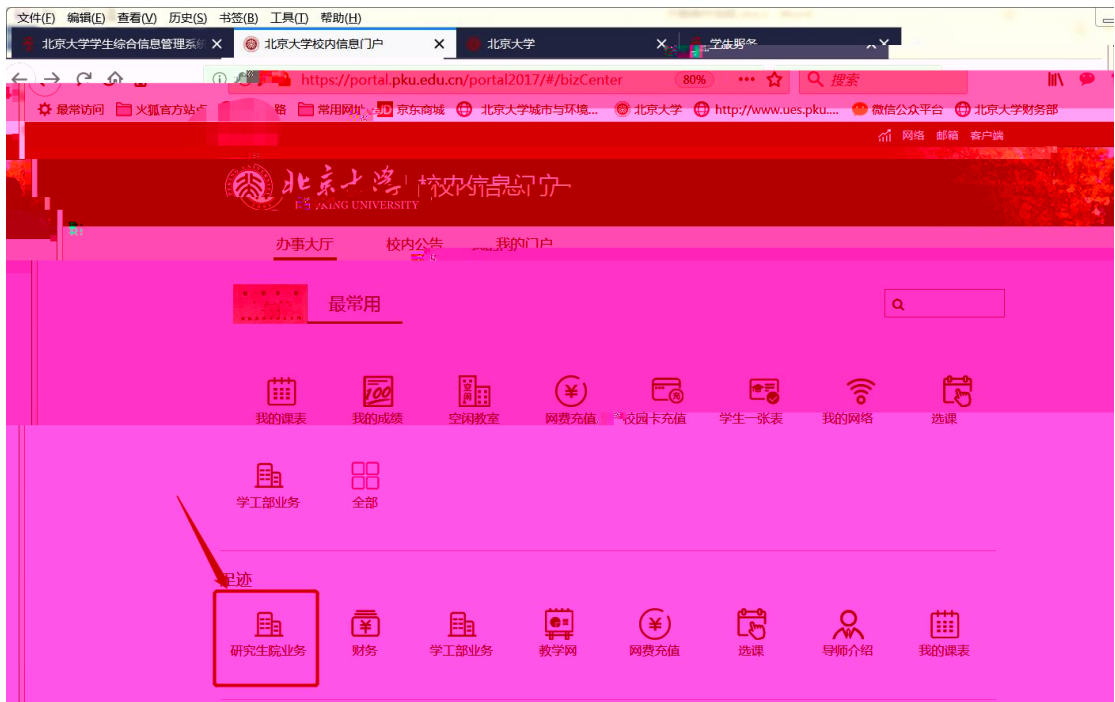 文件(F) 编辑(E) 查看(V) 历史(S) 书签(B) 工具(T) 帮助(H)
北京大学学生综合信息管理系统 北京大学校内信息门户 北京大学
https://portal.pku.edu.cn/portal2017/#/bizCenter 80% 搜索
最常访问 火狐官方站点 常用网址 京东商城 北京大学城市与环境... 北京大学 http://www.ues.pku.... 微信公众平台 北京大学财务部
网络 邮箱 客户端
北京大学 校内信息门户
PEKING UNIVERSITY
办事大厅 校内公告 我的门户
最常用
我的课表 我的成绩 空闲教室 网费充值 校园卡充值 学生一张表 我的网络 选课
学工部业务 全部
足迹
研究生院业务 财务 学工部业务 教学网 网费充值 选课 导师介绍 我的课表